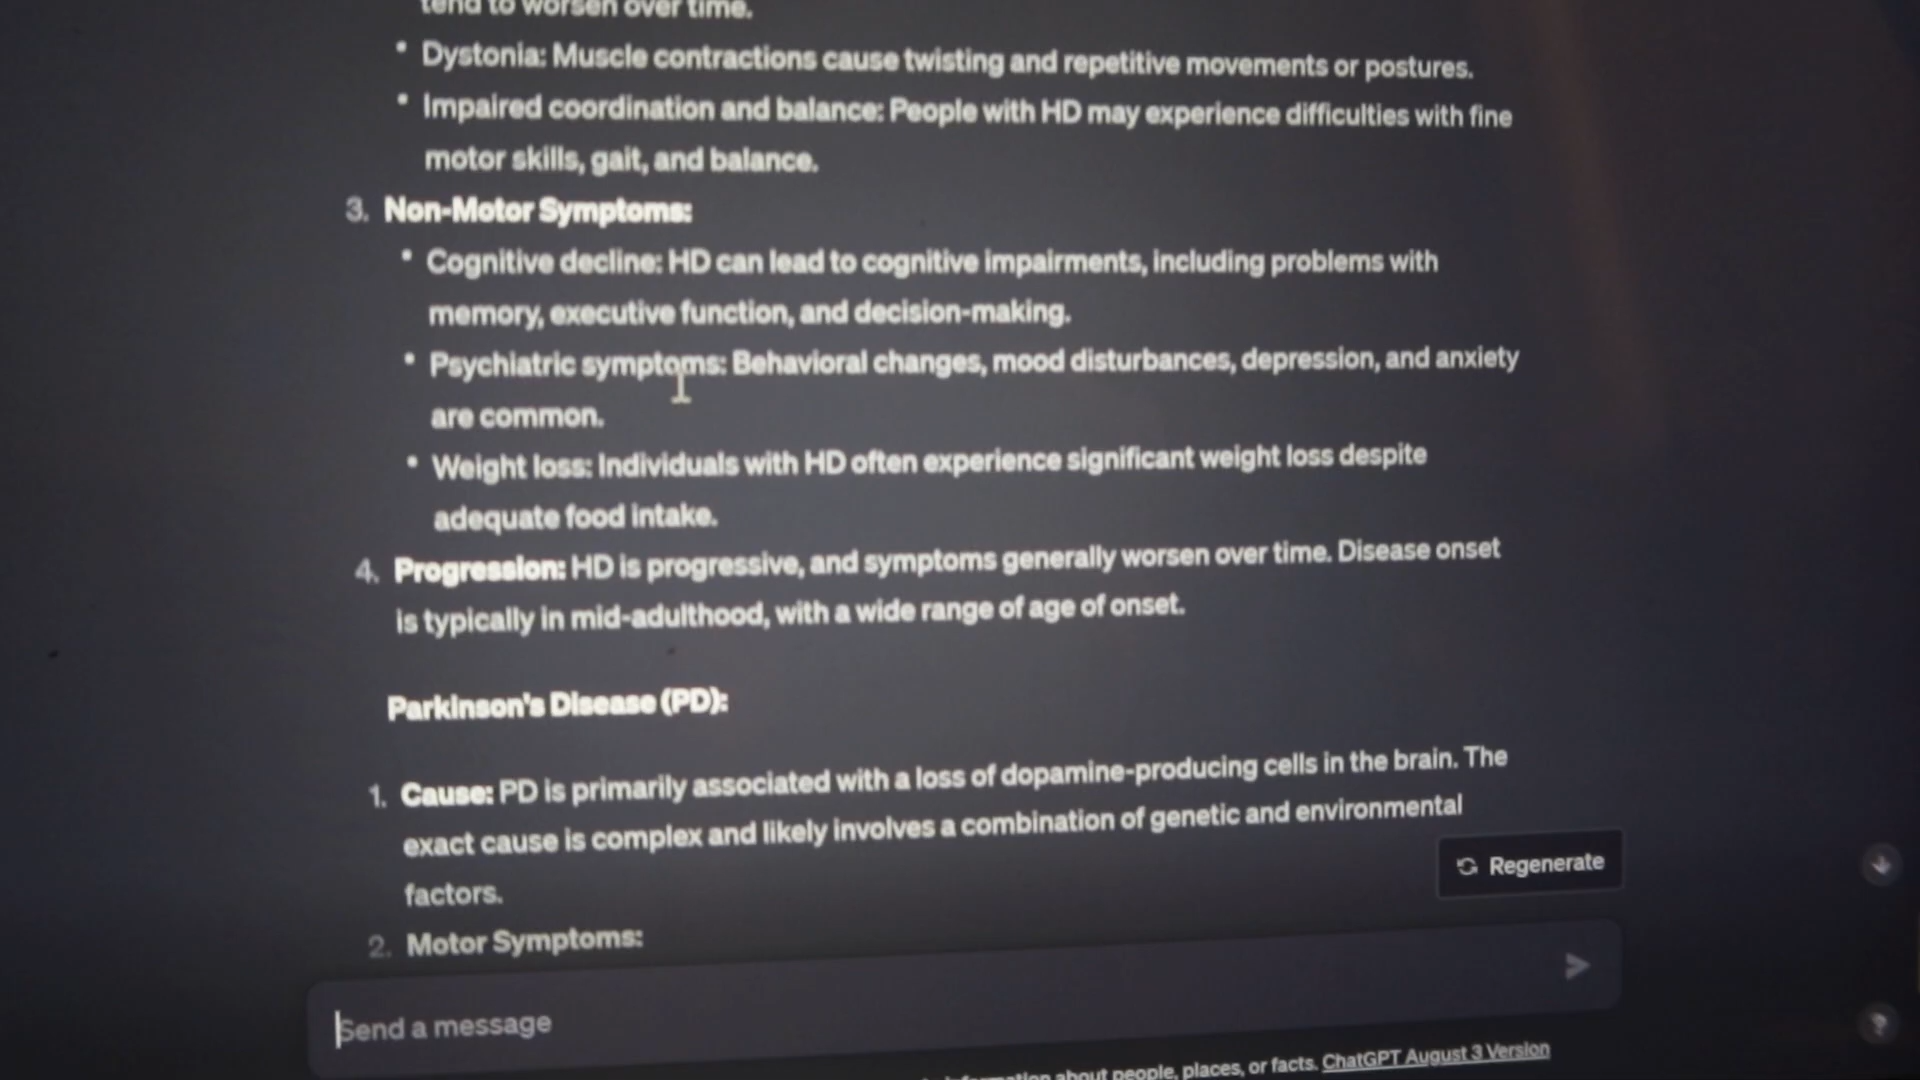 tend to worsen over time.
• Dystonia: Muscle contractions cause twisting and repetitive movements or postures.
• Impaired coordination and balance: People with HD may experience difficulties with fine
motor skills, gait, and balance.
3. Non-Motor Symptoms:
• Cognitive decline: HD can lead to cognitive impairments, including problems with
memory, executive function, and decision-making.
• Psychiatric symptoms: Behavioral changes, mood disturbances, depression, and anxiety
are common.
• Weight loss: Individuals with HD often experience significant weight loss despite
adequate food intake.
4. Progression: HD is progressive, and symptoms generally worsen over time. Disease onset
is typically in mid-adulthood, with a wide range of age of onset.
Parkinson's Disease (PD):
1. Cause: PD is primarily associated with a loss of dopamine-producing cells in the brain. The
exact cause is complex and likely involves a combination of genetic and environmental
factors.
Regenerate
2. Motor Symptoms:
Send a message
?
about people, places, or facts. ChatGPT August 3 Version